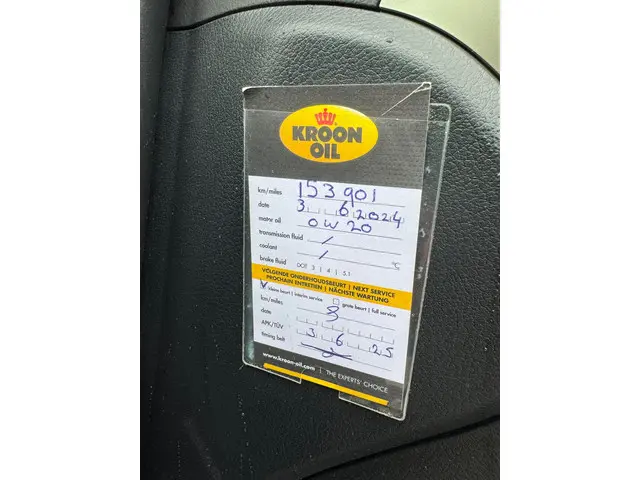 KROON
OIL
km/miles 153901
date 3 6 2024
motor oil 0W20
transmission fluid /
coolant / °C
brake fluid DOT 3 | 4 | 5.1
VOLGENDE ONDERHOUDSBEURT | NEXT SERVICE
PROCHAIN ENTRETIEN | NÄCHSTE WARTUNG
kleine beurt | interim service grote beurt | full service
km/miles
date
APK/TÜV 3 6 25
timing belt
www.kroon-oil.com | THE EXPERTS' CHOICE